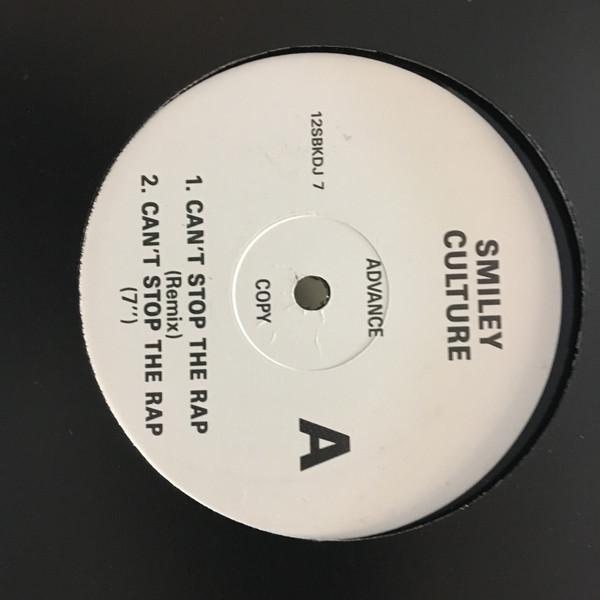 SMILEY
CULTURE
12SBKDJ 7
ADVANCE
COPY
A
1. CAN'T STOP THE RAP
(Remix)
2. CAN'T STOP THE RAP
(7")